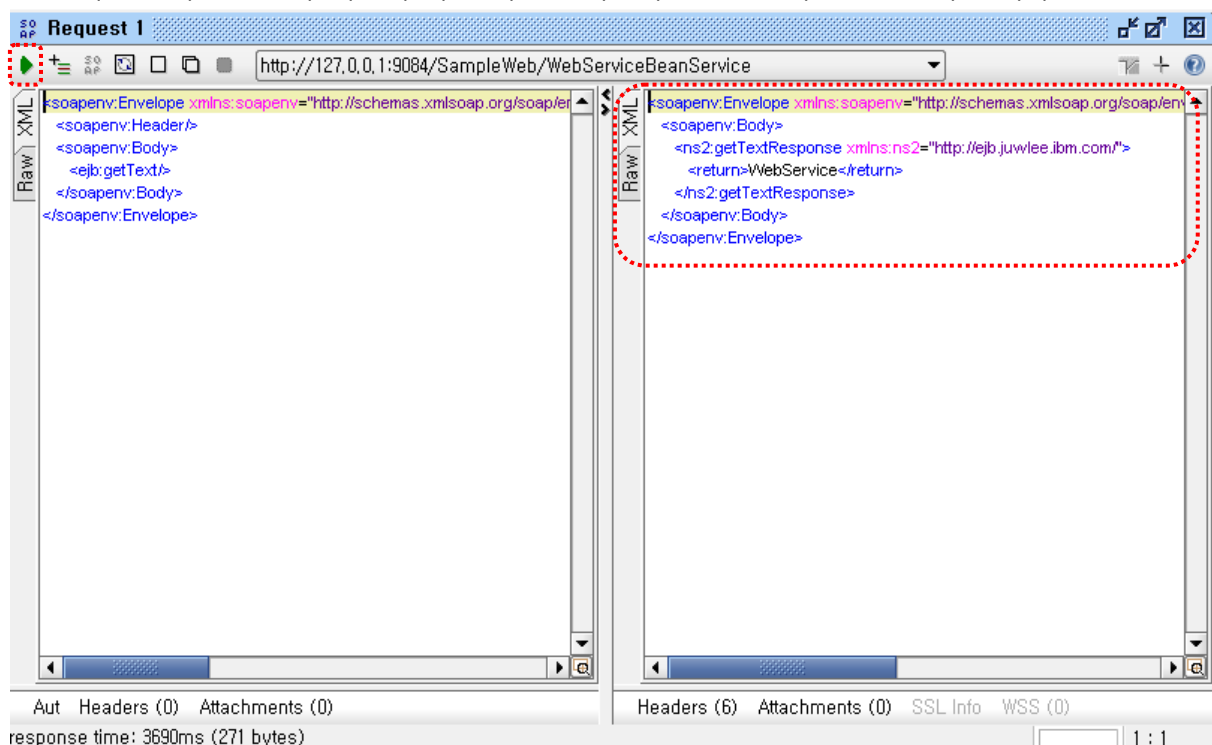 SO AP Request 1
SO AP http://127,0,0,1:9084/SampleWeb/WebServiceBeanService
XML
Raw
<soapenv:Envelope xmlns:soapenv="http://schemas.xmlsoap.org/soap/en
<soapenv:Header/>
<soapenv:Body>
<ejb:getText/>
</soapenv:Body>
</soapenv:Envelope>
XML
Raw
<soapenv:Envelope xmlns:soapenv="http://schemas.xmlsoap.org/soap/env
<soapenv:Body>
<ns2:getTextResponse xmlns:ns2="http://ejb.juwlee.ibm.com/">
<return>WebService</return>
</ns2:getTextResponse>
</soapenv:Body>
</soapenv:Envelope>
Aut Headers (0) Attachments (0)
Headers (6) Attachments (0) SSL Info WSS (0)
response time: 3690ms (271 bytes)
1 : 1